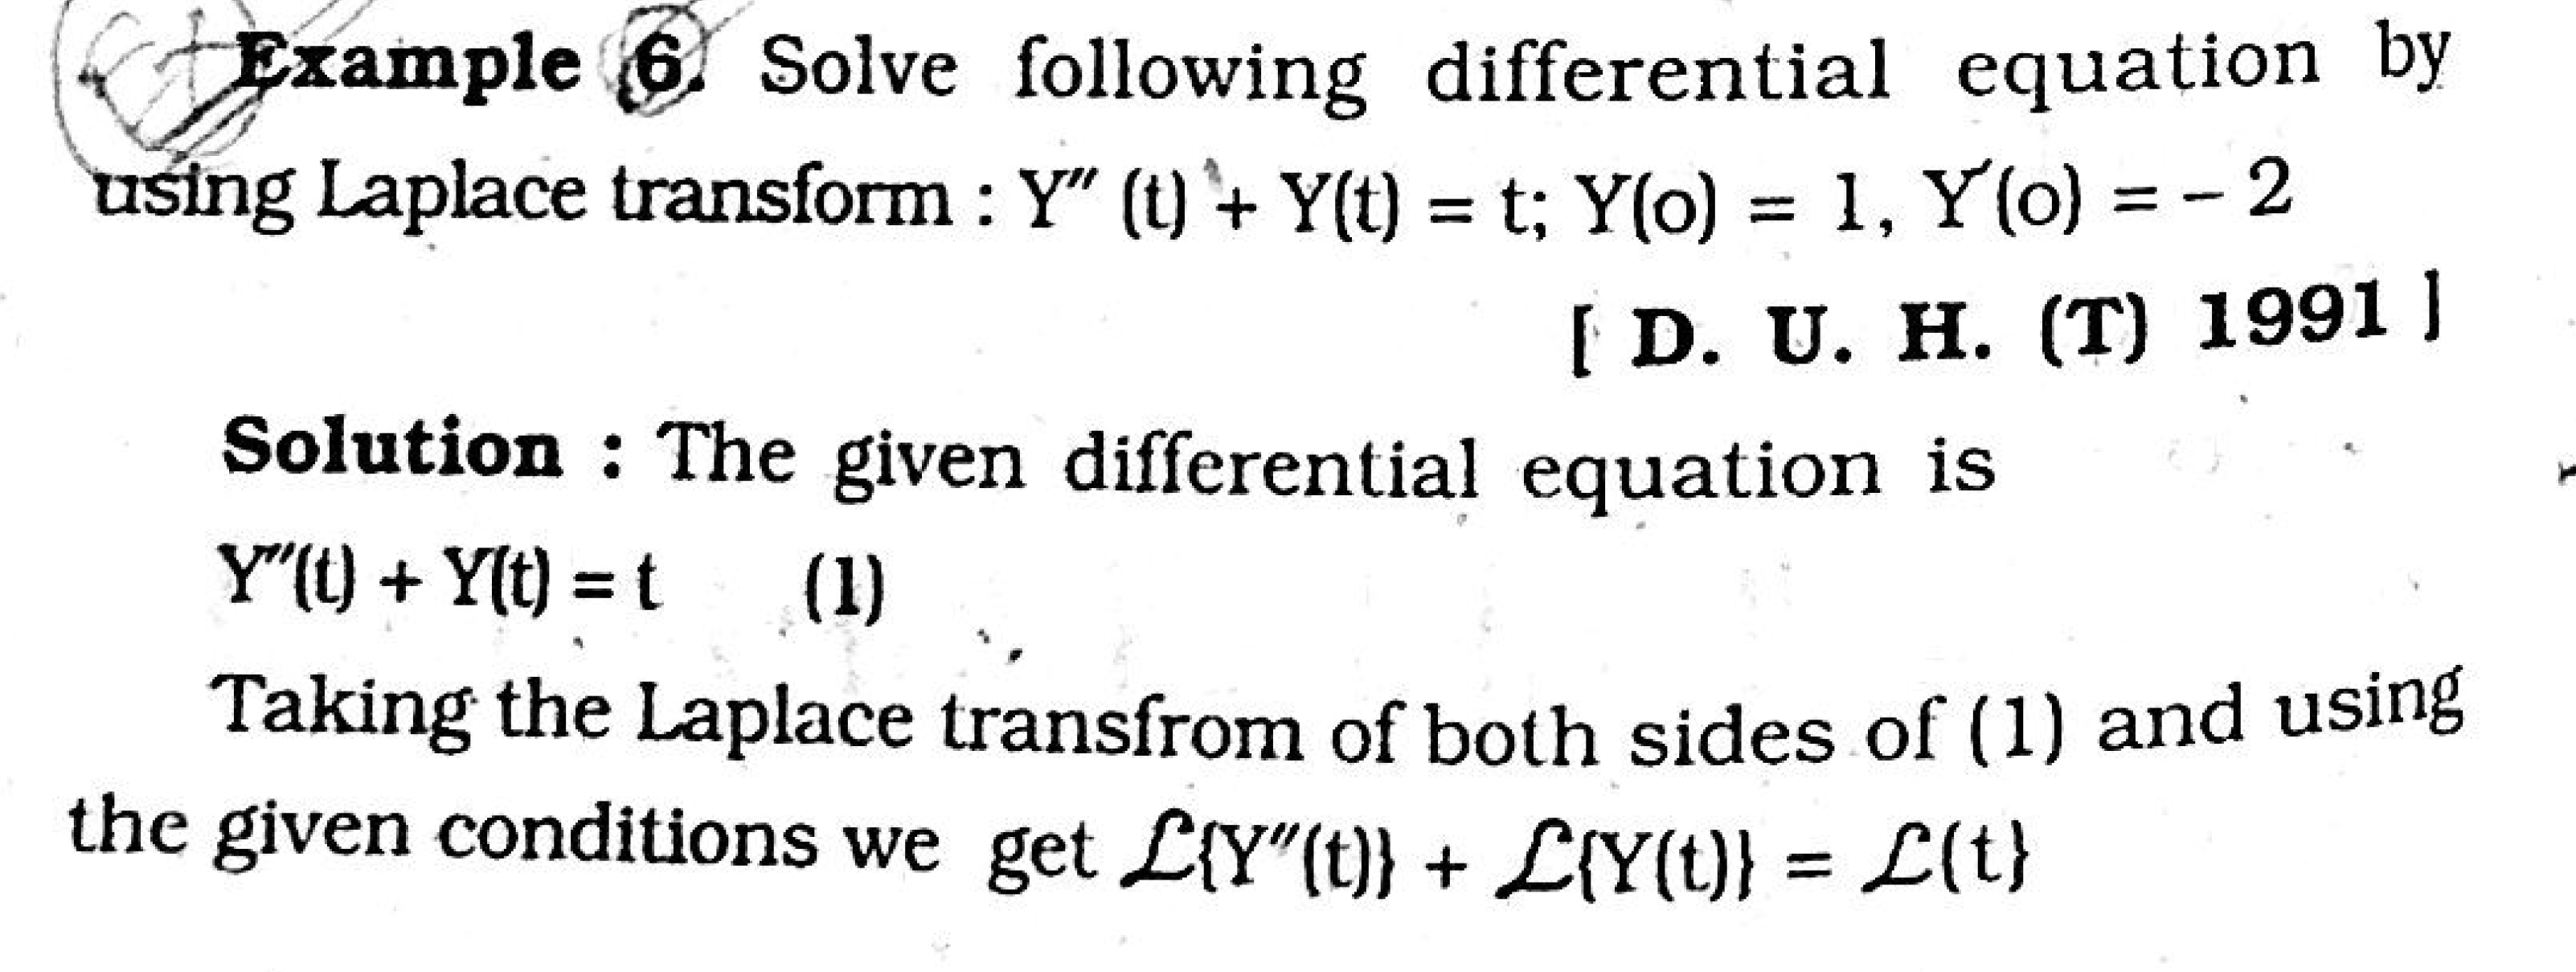 Example 6. Solve following differential equation by
using Laplace transform : Y″ (t) + Y(t) = t; Y(o) = 1, Y′(o) = – 2
[ D. U. H. (T) 1991 ]
Solution : The given differential equation is
Y″(t) + Y(t) = t (1)
Taking the Laplace transfrom of both sides of (1) and using
the given conditions we get ℒ{Y″(t)} + ℒ{Y(t)} = ℒ{t}